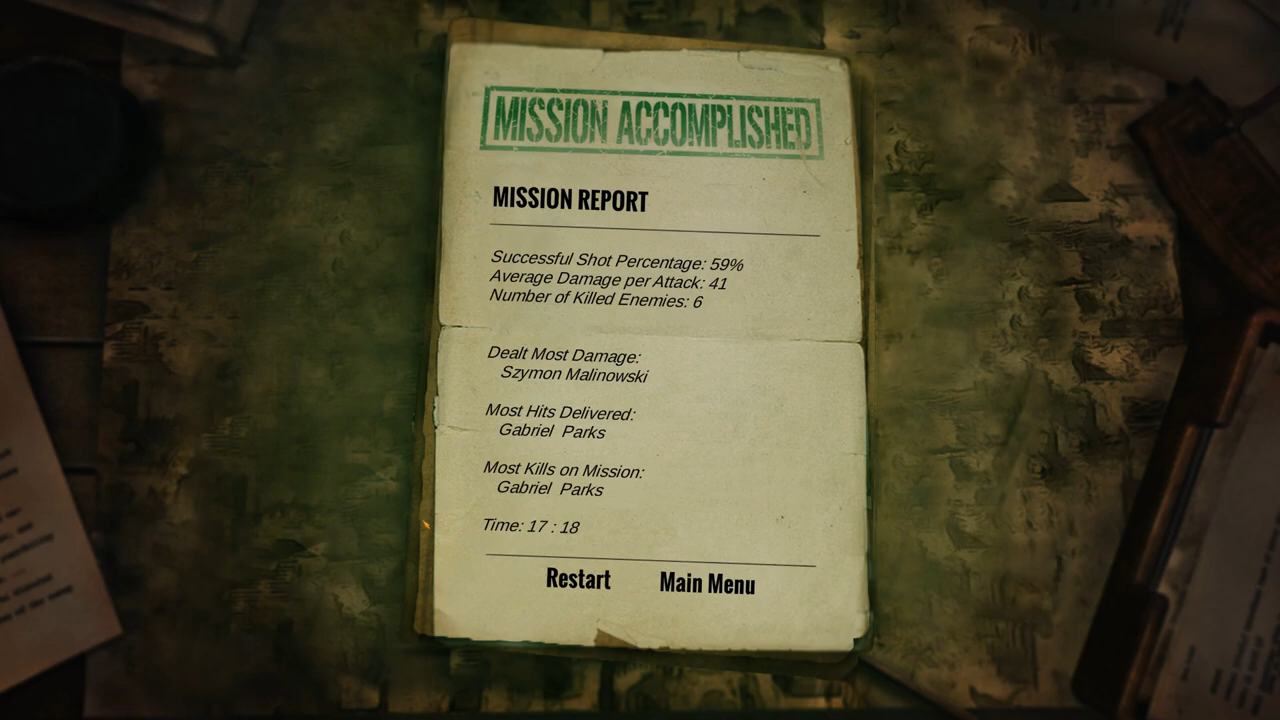 MISSION ACCOMPLISHED
MISSION REPORT
Successful Shot Percentage: 59%
Average Damage per Attack: 41
Number of Killed Enemies: 6
Dealt Most Damage:
Szymon Malinowski
Most Hits Delivered:
Gabriel Parks
Most Kills on Mission:
Gabriel Parks
Time: 17 : 18
Restart Main Menu